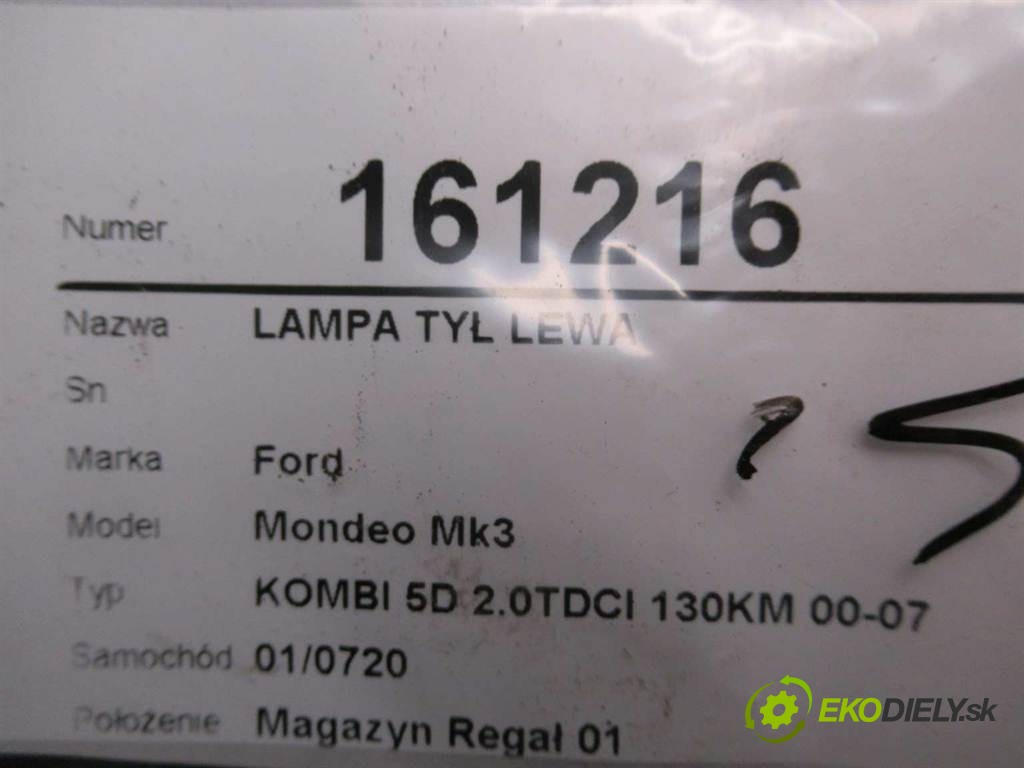 Numer 161216
Nazwa LAMPA TYŁ LEWA
Sn
Marka Ford
Model Mondeo Mk3
Typ KOMBI 5D 2.0TDCI 130KM 00-07
Samochód 01/0720
Położenie Magazyn Regał 01
EKODIELY.sk